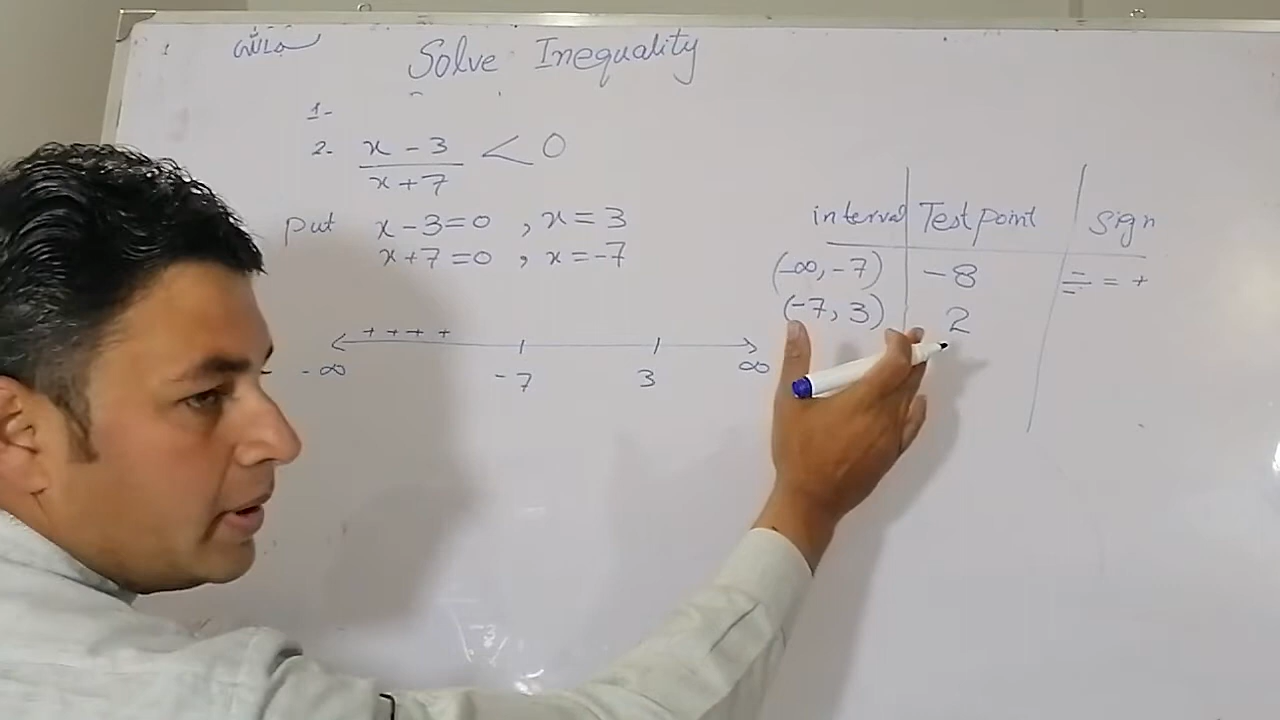 Solve Inequality
1-
2- x - 3 / x + 7 < 0
put x - 3 = 0 , x = 3
x + 7 = 0 , x = -7
+ + + +
-∞ -7 3 ∞
interval Test point Sign
(-∞, -7) -8 -/- = +
(-7, 3) 2